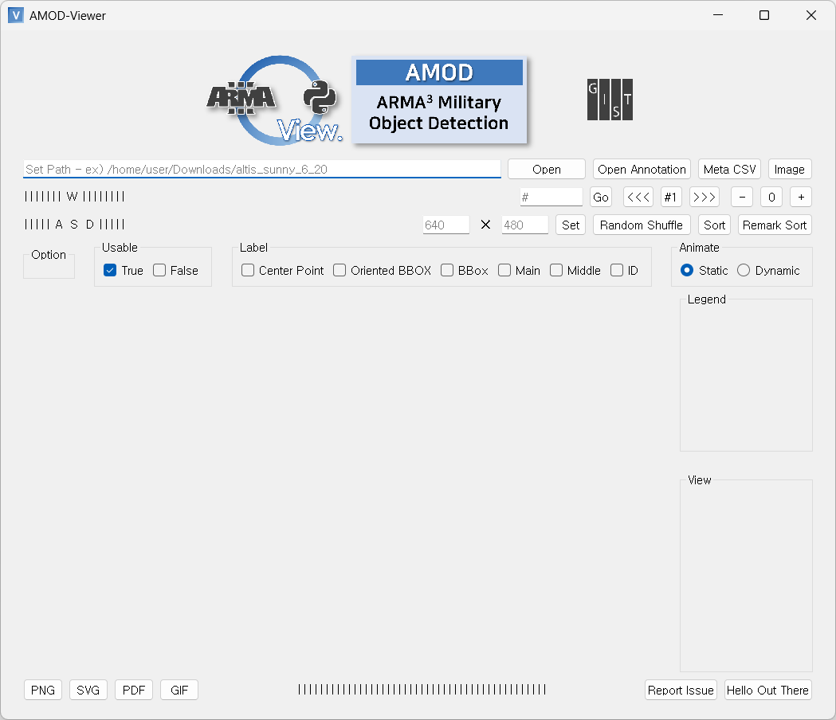 AMOD-Viewer
ARMA View.
AMOD
ARMA³ Military
Object Detection
GIST
Set Path - ex) /home/user/Downloads/altis_sunny_6_20 Open Open Annotation Meta CSV Image
||||||| W |||||||| # Go <<< #1 >>> - 0 +
||||| A S D ||||| 640 × 480 Set Random Shuffle Sort Remark Sort
Option Usable Label Animate
True False Center Point Oriented BBOX BBox Main Middle ID Static Dynamic
Legend
View
PNG SVG PDF GIF ||||||||||||||||||||||||||||||||||||||||| Report Issue Hello Out There